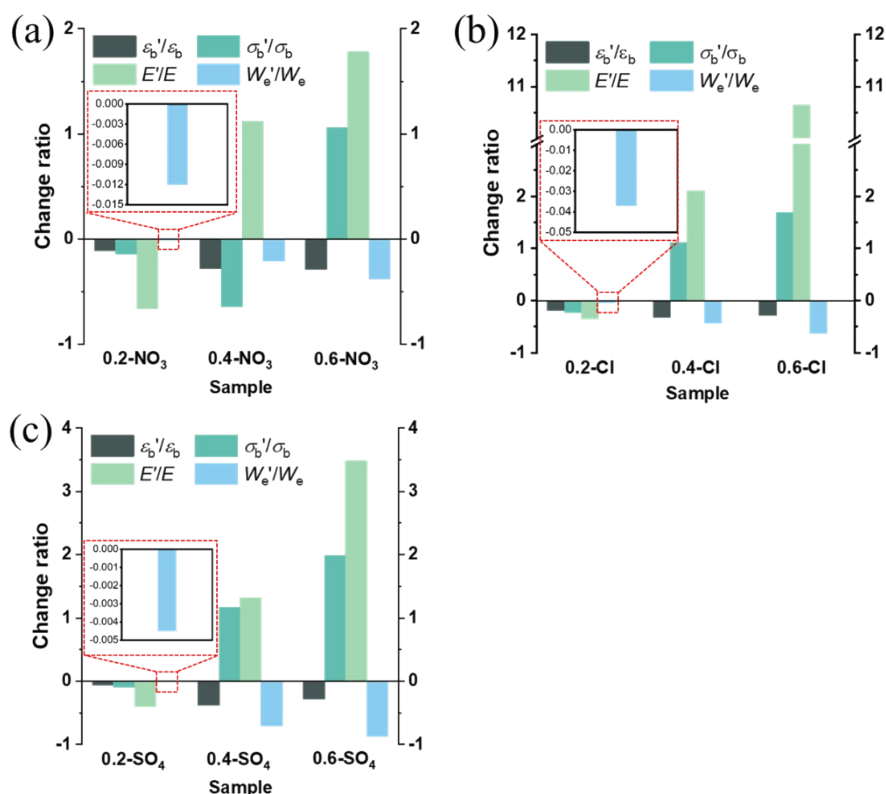 (a)
εb'/εb σb'/σb
E'/E We'/We
Change ratio
2
1
0
-1
2
1
0
-1
0.000
-0.003
-0.006
-0.009
-0.012
-0.015
0.2-NO3 0.4-NO3 0.6-NO3
Sample
(b)
εb'/εb σb'/σb
E'/E We'/We
Change ratio
12
11
2
1
0
-1
12
11
2
1
0
-1
0.00
-0.01
-0.02
-0.03
-0.04
-0.05
0.2-Cl 0.4-Cl 0.6-Cl
Sample
(c)
εb'/εb σb'/σb
E'/E We'/We
Change ratio
4
3
2
1
0
-1
4
3
2
1
0
-1
0.000
-0.001
-0.002
-0.003
-0.004
-0.005
0.2-SO4 0.4-SO4 0.6-SO4
Sample